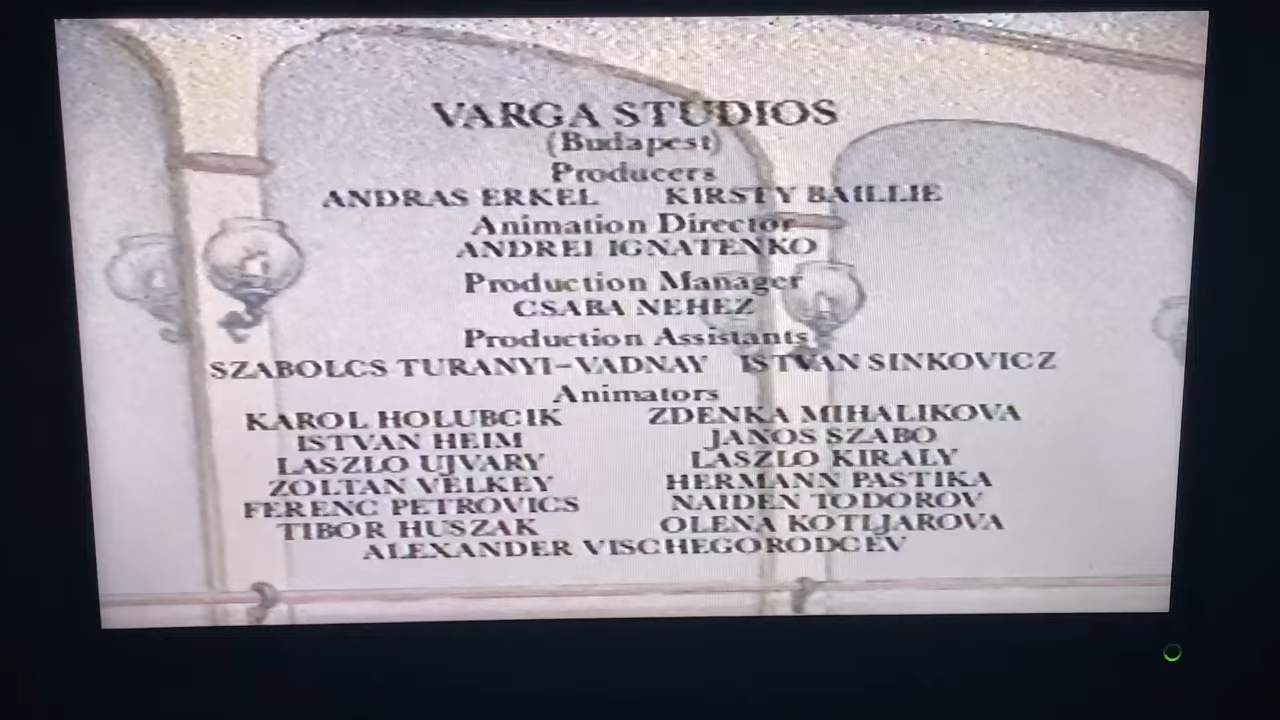 VARGA STUDIOS
(Budapest)
Producers
ANDRAS ERKEL KIRSTY BAILLIE
Animation Director
ANDREI IGNATENKO
Production Manager
CSABA NEHEZ
Production Assistants
SZABOLCS TURANYI-VADNAY ISTVAN SINKOVICZ
Animators
KAROL HOLUBCIK ZDENKA MIHALIKOVA
ISTVAN HEIM JANOS SZABO
LASZLO UJVARY LASZLO KIRALY
ZOLTAN VELKEY HERMANN PASTIKA
FERENC PETROVICS NAIDEN TODOROV
TIBOR HUSZAK OLENA KOTLJAROVA
ALEXANDER VISCHEGORODCEV